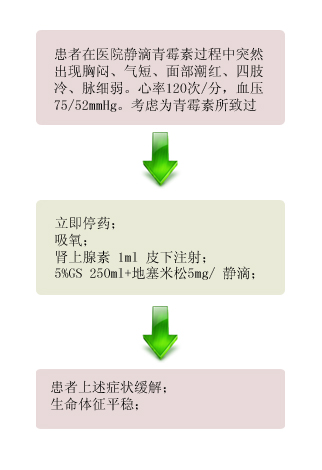 患者在医院静滴青霉素过程中突然
出现胸闷、气短、面部潮红、四肢
冷、脉细弱。心率120次/分，血压
75/52mmHg。考虑为青霉素所致过
立即停药；
吸氧；
肾上腺素 1ml 皮下注射；
5%GS 250ml+地塞米松5mg/ 静滴；
患者上述症状缓解；
生命体征平稳；